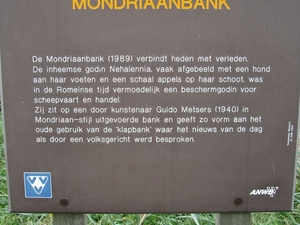 MONDRIAANBANK
De Mondriaanbank (1989) verbindt heden met verleden.
De inheemse godin Nehalennia, vaak afgebeeld met een hond
aan haar voeten en een schaal appels op haar schoot, was
in de Romeinse tijd vermoedelijk een beschermgodin voor
scheepvaart en handel.
Zij zit op een door kunstenaar Guido Metsers (1940) in
Mondriaan-stijl uitgevoerde bank en geeft zo vorm aan het
oude gebruik van de 'klapbank' waar het nieuws van de dag
als door een volksgericht werd besproken.
ANWB